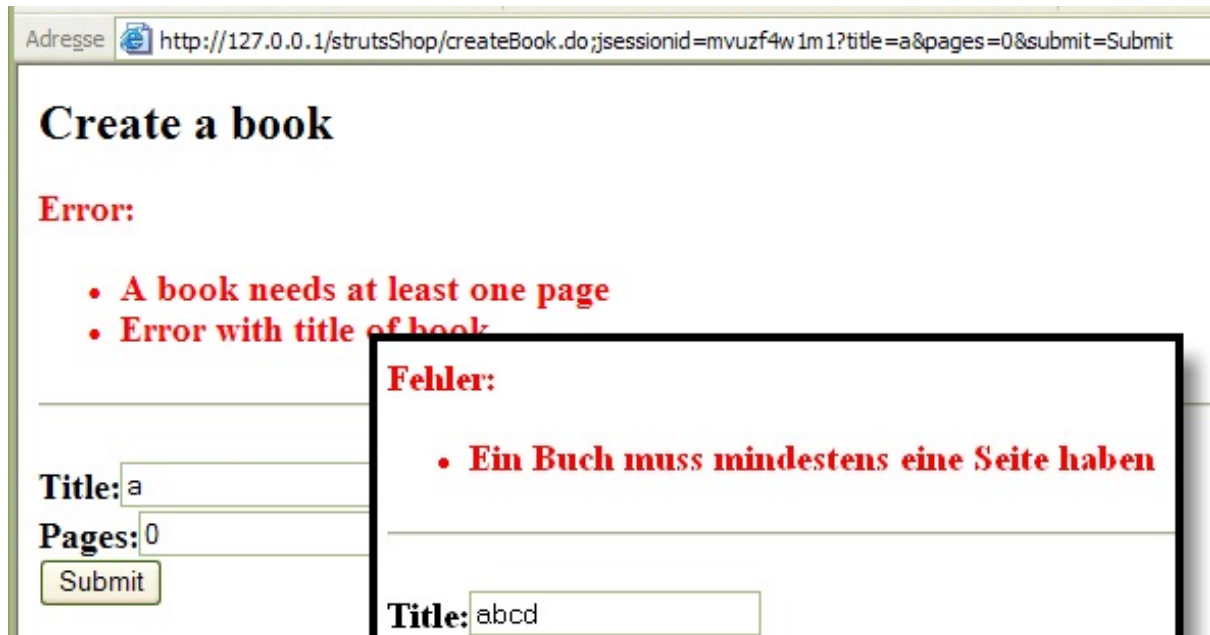 Adresse http://127.0.0.1/strutsShop/createBook.do;jsessionid=mvuzf4w1m1?title=a&pages=0&submit=Submit
Create a book
Error:
• A book needs at least one page
• Error with title of book
Title: a
Pages: 0
Submit
Fehler:
• Ein Buch muss mindestens eine Seite haben
Title: abcd